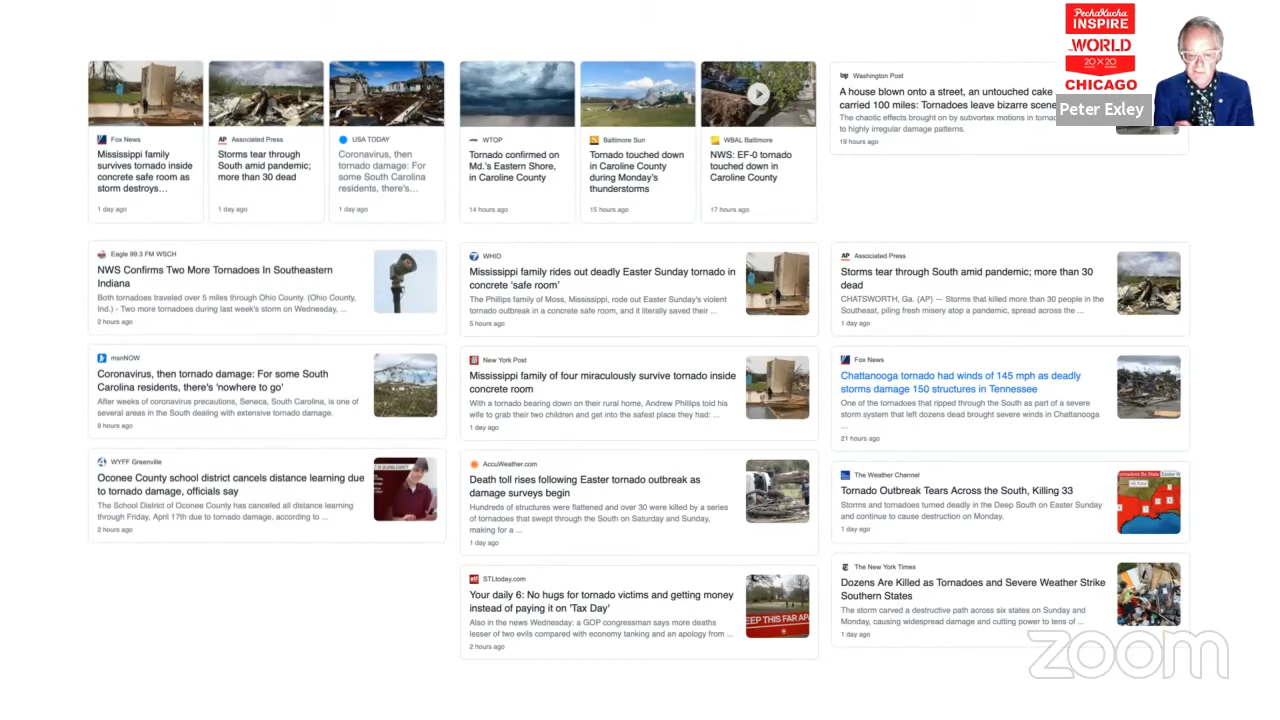 PechaKucha
INSPIRE
WORLD
20×20
CHICAGO
Peter Exley
Fox News
Mississippi family
survives tornado inside
concrete safe room as
storm destroys…
1 day ago
AP Associated Press
Storms tear through
South amid pandemic;
more than 30 dead
1 day ago
USA TODAY
Coronavirus, then
tornado damage: For
some South Carolina
residents, there's…
1 day ago
WTOP
Tornado confirmed on
Md.'s Eastern Shore,
in Caroline County
14 hours ago
Baltimore Sun
Tornado touched down
in Caroline County
during Monday's
thunderstorms
15 hours ago
WBAL Baltimore
NWS: EF-0 tornado
touched down in
Caroline County
17 hours ago
wp Washington Post
A house blown onto a street, an untouched cake
carried 100 miles: Tornadoes leave bizarre scene
The chaotic effects brought on by subvortex motions in torna
to highly irregular damage patterns.
19 hours ago
Eagle 99.3 FM WSCH
NWS Confirms Two More Tornadoes In Southeastern
Indiana
Both tornadoes traveled over 5 miles through Ohio County. (Ohio County,
Ind.) - Two more tornadoes during last week's storm on Wednesday, ...
2 hours ago
msnNOW
Coronavirus, then tornado damage: For some South
Carolina residents, there's 'nowhere to go'
After weeks of coronavirus precautions, Seneca, South Carolina, is one of
several areas in the South dealing with extensive tornado damage.
9 hours ago
WYFF Greenville
Oconee County school district cancels distance learning due
to tornado damage, officials say
The School District of Oconee County has canceled all distance learning
through Friday, April 17th due to tornado damage, according to ...
2 hours ago
7 WHIO
Mississippi family rides out deadly Easter Sunday tornado in
concrete 'safe room'
The Phillips family of Moss, Mississippi, rode out Easter Sunday's violent
tornado outbreak in a concrete safe room, and it literally saved their ...
5 hours ago
New York Post
Mississippi family of four miraculously survive tornado inside
concrete room
With a tornado bearing down on their rural home, Andrew Phillips told his
wife to grab their two children and get into the safest place they had: ...
1 day ago
AccuWeather.com
Death toll rises following Easter tornado outbreak as
damage surveys begin
Hundreds of structures were flattened and over 30 were killed by a series
of tornadoes that swept through the South on Saturday and Sunday,
making for a ...
1 day ago
STLtoday.com
Your daily 6: No hugs for tornado victims and getting money
instead of paying it on 'Tax Day'
Also in the news Wednesday: a GOP congressman says more deaths
lesser of two evils compared with economy tanking and an apology from ...
2 hours ago
EEP THIS FAR AP
AP Associated Press
Storms tear through South amid pandemic; more than 30
dead
CHATSWORTH, Ga. (AP) — Storms that killed more than 30 people in the
Southeast, piling fresh misery atop a pandemic, spread across the ...
1 day ago
Fox News
Chattanooga tornado had winds of 145 mph as deadly
storms damage 150 structures in Tennessee
One of the tornadoes that ripped through the South as part of a severe
storm system that left dozens dead brought severe winds in Chattanooga
...
21 hours ago
The Weather Channel
Tornado Outbreak Tears Across the South, Killing 33
Storms and tornadoes turned deadly in the Deep South on Easter Sunday
and continue to cause destruction on Monday.
1 day ago
The New York Times
Dozens Are Killed as Tornadoes and Severe Weather Strike
Southern States
The storm carved a destructive path across six states on Sunday and
Monday, causing widespread damage and cutting power to tens of ...
1 day ago
zoom